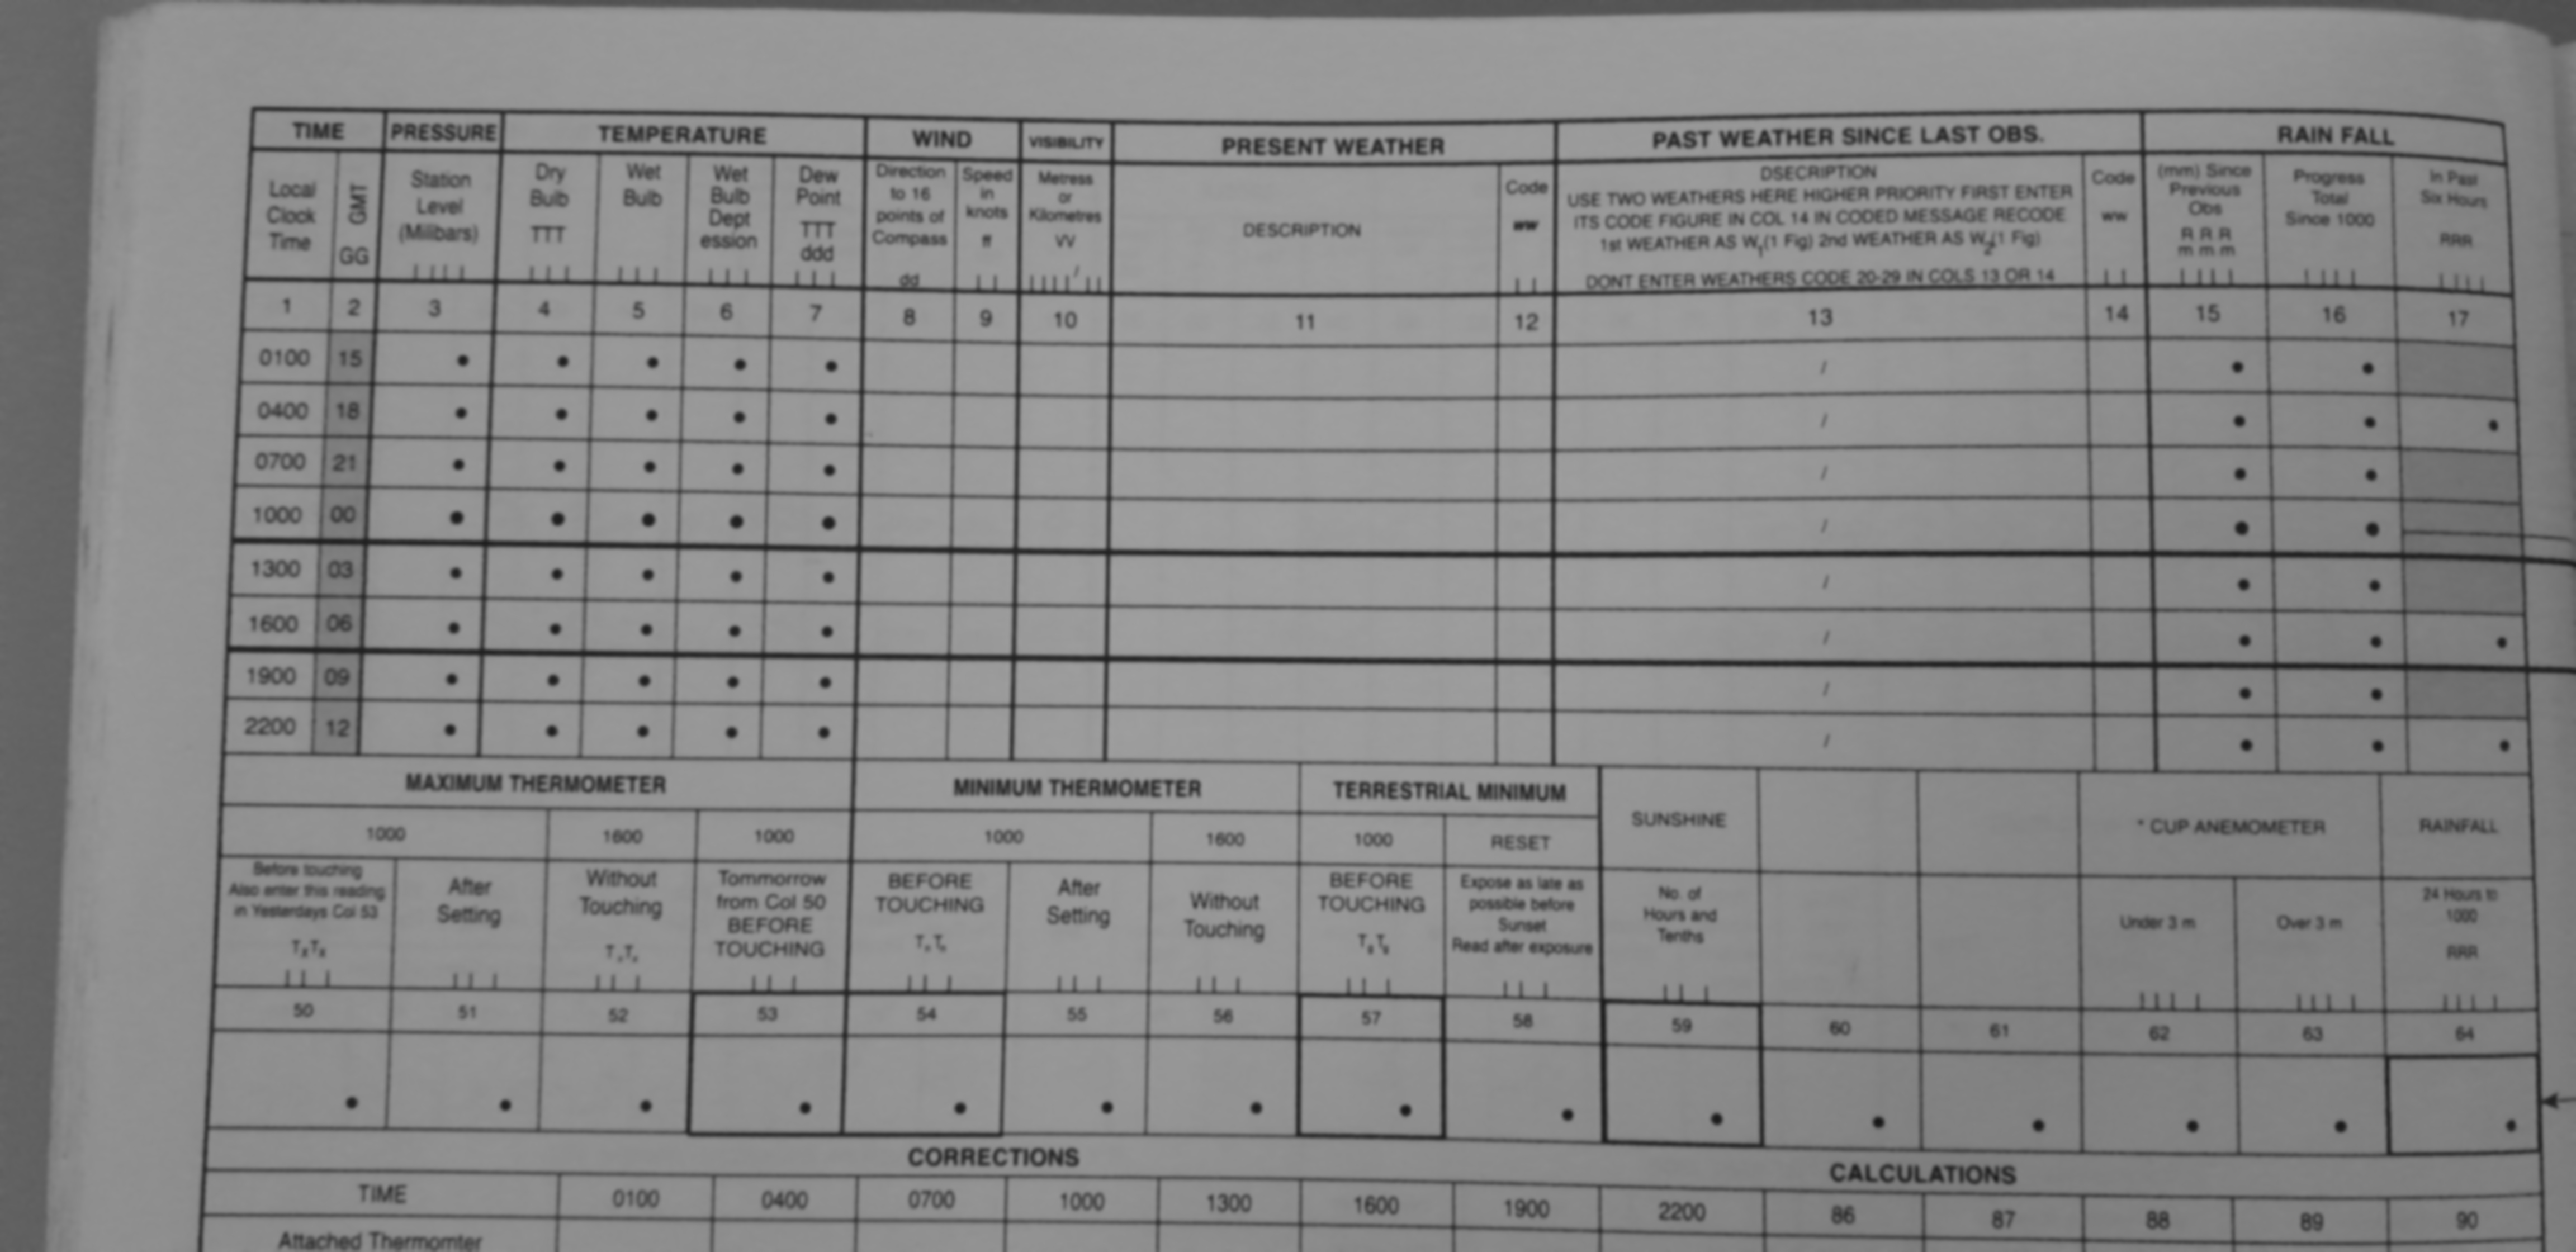 TIME PRESSURE TEMPERATURE WIND VISIBILITY PRESENT WEATHER PAST WEATHER SINCE LAST OBS. RAIN FALL
Local Clock Time
GMT GG
Station Level (Milibars)
Dry Bulb TTT
Wet Bulb
Wet Bulb Dept ession
Dew Point TTT ddd
Direction to 16 points of Compass dd
Speed in knots ff
Metress or Kilometres VV
DESCRIPTION
Code ww
DSECRIPTION
USE TWO WEATHERS HERE HIGHER PRIORITY FIRST ENTER
ITS CODE FIGURE IN COL 14 IN CODED MESSAGE RECODE
1st WEATHER AS W1(1 Fig) 2nd WEATHER AS W2(1 Fig)
DONT ENTER WEATHERS CODE 20-29 IN COLS 13 OR 14
Code ww
(mm) Since Previous Obs R R R m m m
Progress Total Since 1000
In Past Six Hours RRR
1 2 3 4 5 6 7 8 9 10 11 12 13 14 15 16 17
0100 15 • • • • • / • •
0400 18 • • • • • / • • •
0700 21 • • • • • / • •
1000 00 • • • • • / • •
1300 03 • • • • • / • •
1600 06 • • • • • / • • •
1900 09 • • • • • / • •
2200 12 • • • • • / • • •
MAXIMUM THERMOMETER MINIMUM THERMOMETER TERRESTRIAL MINIMUM SUNSHINE * CUP ANEMOMETER RAINFALL
1000 1600 1000 1000 1600 1000 RESET
Before touching Also enter this reading in Yesterdays Col 53 TxTx
After Setting
Without Touching
Tommorrow from Col 50 BEFORE TOUCHING
BEFORE TOUCHING
After Setting
Without Touching
BEFORE TOUCHING
Expose as late as possible before Sunset Read after exposure
No. of Hours and Tenths
Under 3 m
Over 3 m
24 Hours to 1000 RRR
50 51 52 53 54 55 56 57 58 59 60 61 62 63 64
• • • • • • • • • • • • • • •
CORRECTIONS CALCULATIONS
TIME 0100 0400 0700 1000 1300 1600 1900 2200 86 87 88 89 90
Attached Thermomter